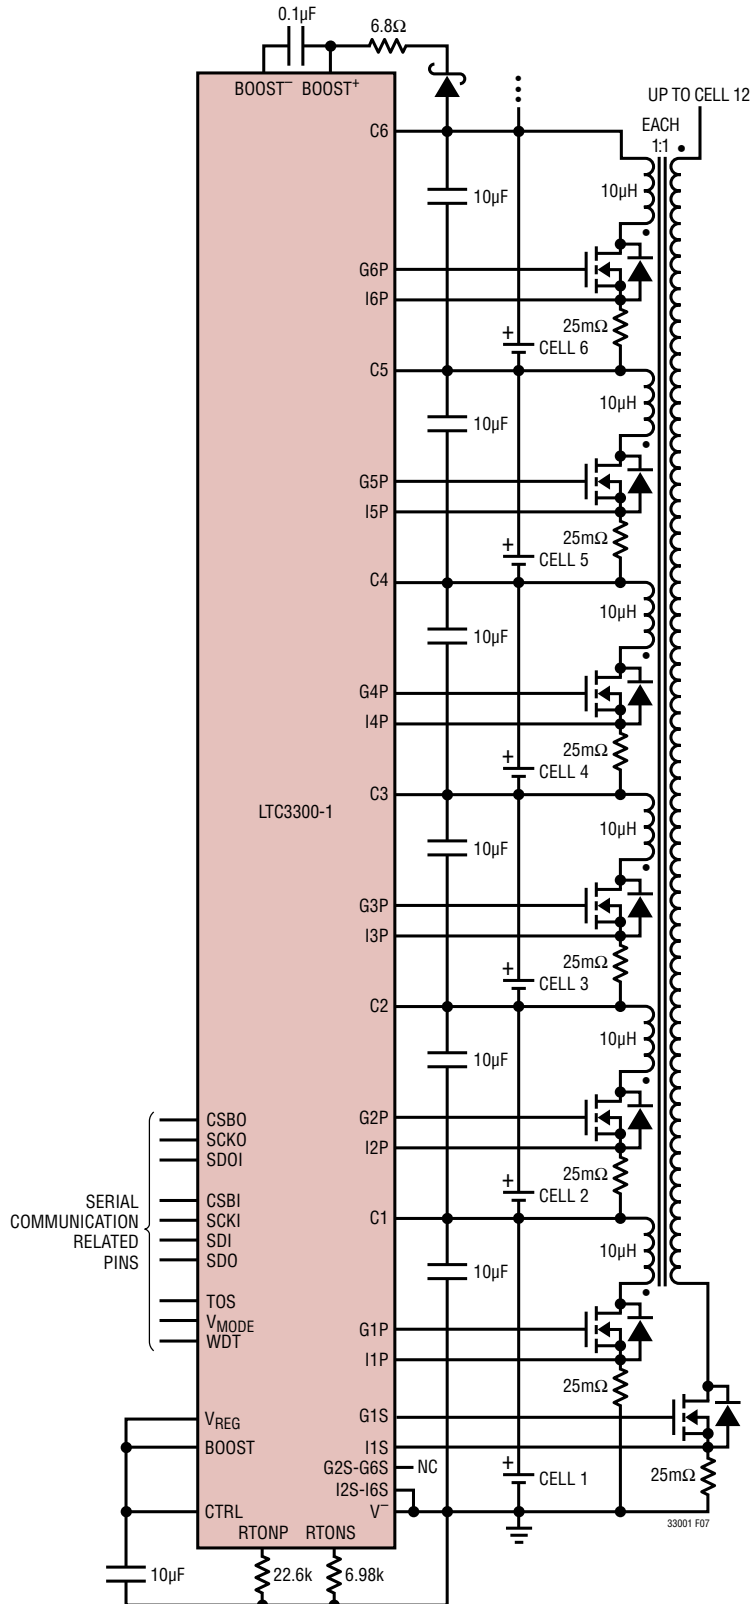 0.1µF
6.8Ω
BOOST⁻ BOOST⁺
UP TO CELL 12
EACH
1:1
C6
10µH
10µF
G6P
I6P
25mΩ
+
CELL 6
C5
10µH
10µF
G5P
I5P
25mΩ
+
CELL 5
C4
10µH
10µF
G4P
I4P
25mΩ
+
CELL 4
C3
LTC3300-1
10µH
10µF
G3P
I3P
25mΩ
+
CELL 3
C2
10µH
10µF
G2P
I2P
25mΩ
+
CELL 2
C1
10µH
10µF
SERIAL
COMMUNICATION
RELATED
PINS
CSBO
SCKO
SDOI
CSBI
SCKI
SDI
SDO
TOS
VMODE
WDT
G1P
I1P
25mΩ
G1S
VREG
BOOST
I1S
G2S-G6S
NC
I2S-I6S
+
CELL 1
25mΩ
CTRL
V⁻
RTONP RTONS
33001 F07
10µF
22.6k
6.98k